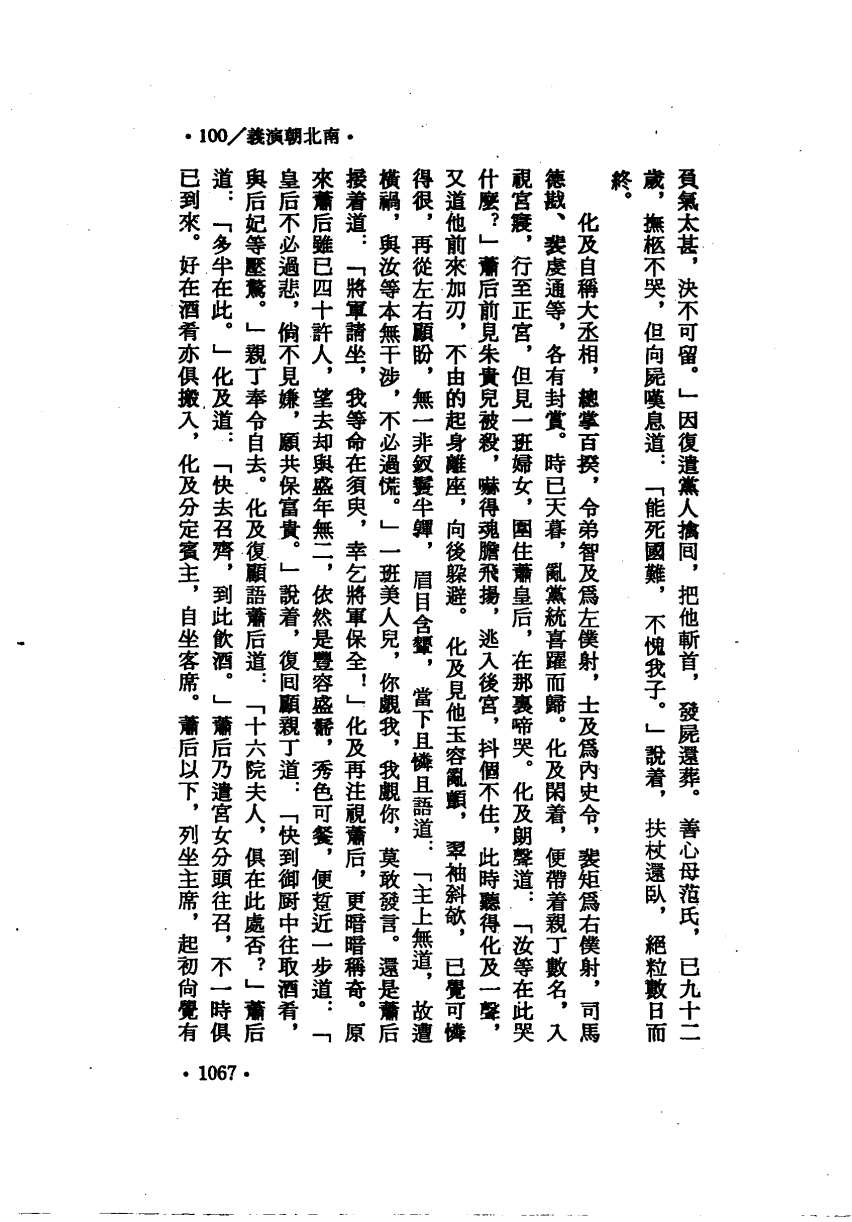 ·100／義演朝北南·
負氣太甚，決不可留。」因復遣黨人擒回，把他斬首，發屍還葬。善心母范氏，已九十二
歲，撫柩不哭，但向屍嘆息道：「能死國難，不愧我子。」說着，扶杖還臥，絕粒數日而
終。
化及自稱大丞相，總掌百揆，令弟智及爲左僕射，士及爲內史令，裴矩爲右僕射，司馬
德戡、裴虔通等，各有封賞。時已天暮，亂黨統喜躍而歸。化及閑着，便帶着親丁數名，入
視宮寢，行至正宮，但見一班婦女，圍住蕭皇后，在那裏啼哭。化及朗聲道：「汝等在此哭
什麼？」蕭后前見朱貴兒被殺，嚇得魂膽飛揚，逃入後宮，抖個不住，此時聽得化及一聲，
又道他前來加刃，不由的起身離座，向後躲避。化及見他玉容亂顫，翠袖斜欹，已覺可憐
得很，再從左右顧盼，無一非釵鬟半嚲，眉目含顰，當下且憐且語道：「主上無道，故遭
橫禍，與汝等本無干涉，不必過慌。」一班美人兒，你覷我，我覷你，莫敢發言。還是蕭后
接着道：「將軍請坐，我等命在須臾，幸乞將軍保全！」化及再注視蕭后，更暗暗稱奇。原
來蕭后雖已四十許人，望去却與盛年無二，依然是豐容盛鬋，秀色可餐，便踅近一步道：「
皇后不必過悲，倘不見嫌，願共保富貴。」說着，復回顧親丁道：「快到御厨中往取酒肴，
與后妃等壓驚。」親丁奉令自去。化及復顧語蕭后道：「十六院夫人，俱在此處否？」蕭后
道：「多半在此。」化及道：「快去召齊，到此飲酒。」蕭后乃遣宮女分頭往召，不一時俱
已到來。好在酒肴亦俱搬入，化及分定賓主，自坐客席。蕭后以下，列坐主席，起初尙覺有
·1067·